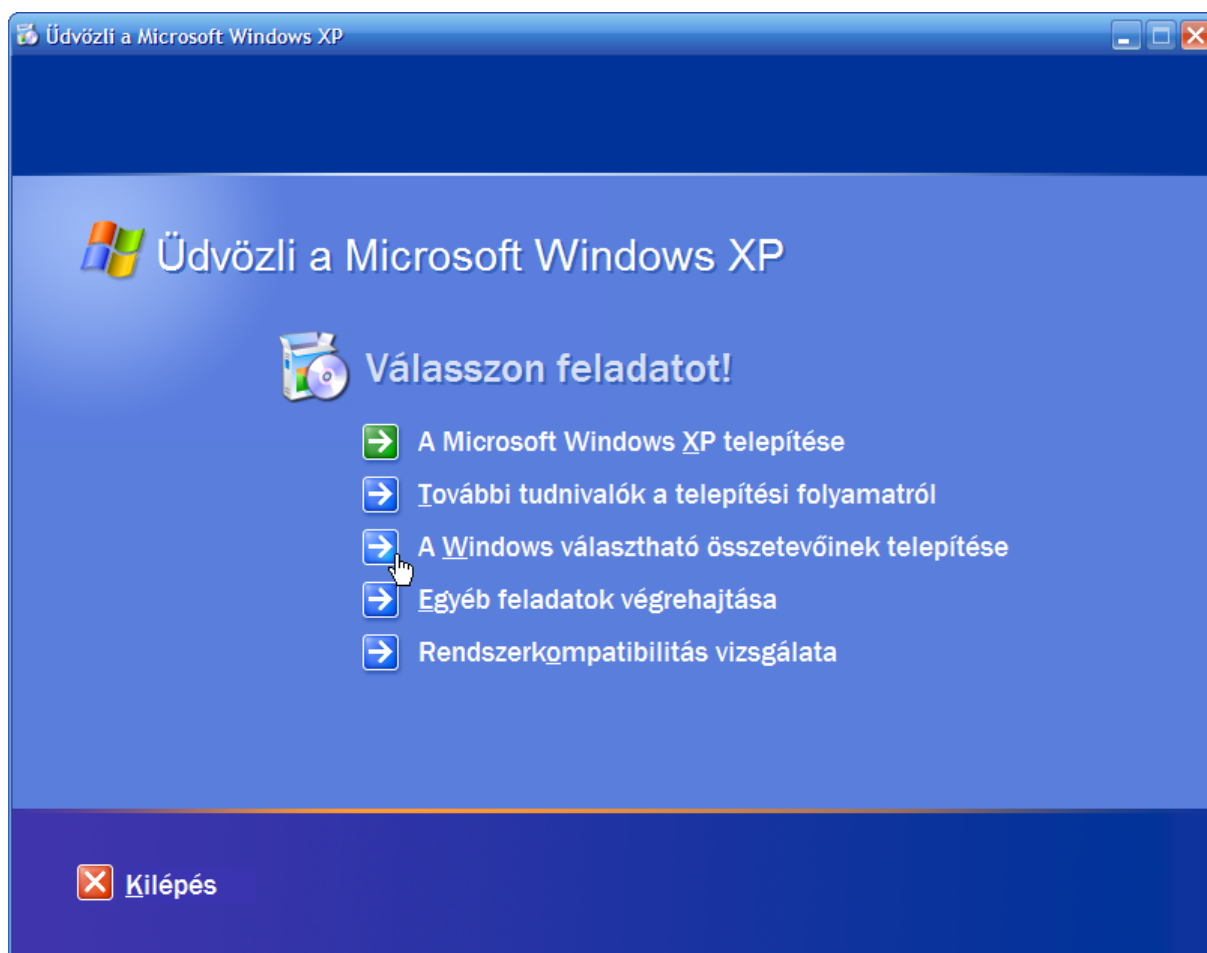 Üdvözli a Microsoft Windows XP
Üdvözli a Microsoft Windows XP
Válasszon feladatot!
A Microsoft Windows XP telepítése
További tudnivalók a telepítési folyamatról
A Windows választható összetevőinek telepítése
Egyéb feladatok végrehajtása
Rendszerkompatibilitás vizsgálata
Kilépés